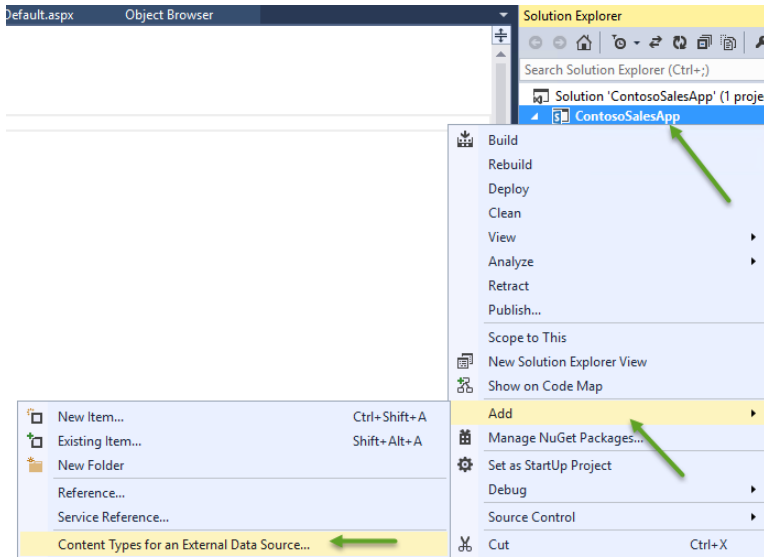 Default.aspx Object Browser
Solution Explorer
Search Solution Explorer (Ctrl+;)
Solution 'ContosoSalesApp' (1 proje
ContosoSalesApp
Build
Rebuild
Deploy
Clean
View
Analyze
Retract
Publish...
Scope to This
New Solution Explorer View
Show on Code Map
Add
Manage NuGet Packages...
Set as StartUp Project
Debug
Source Control
Cut Ctrl+X
New Item... Ctrl+Shift+A
Existing Item... Shift+Alt+A
New Folder
Reference...
Service Reference...
Content Types for an External Data Source...